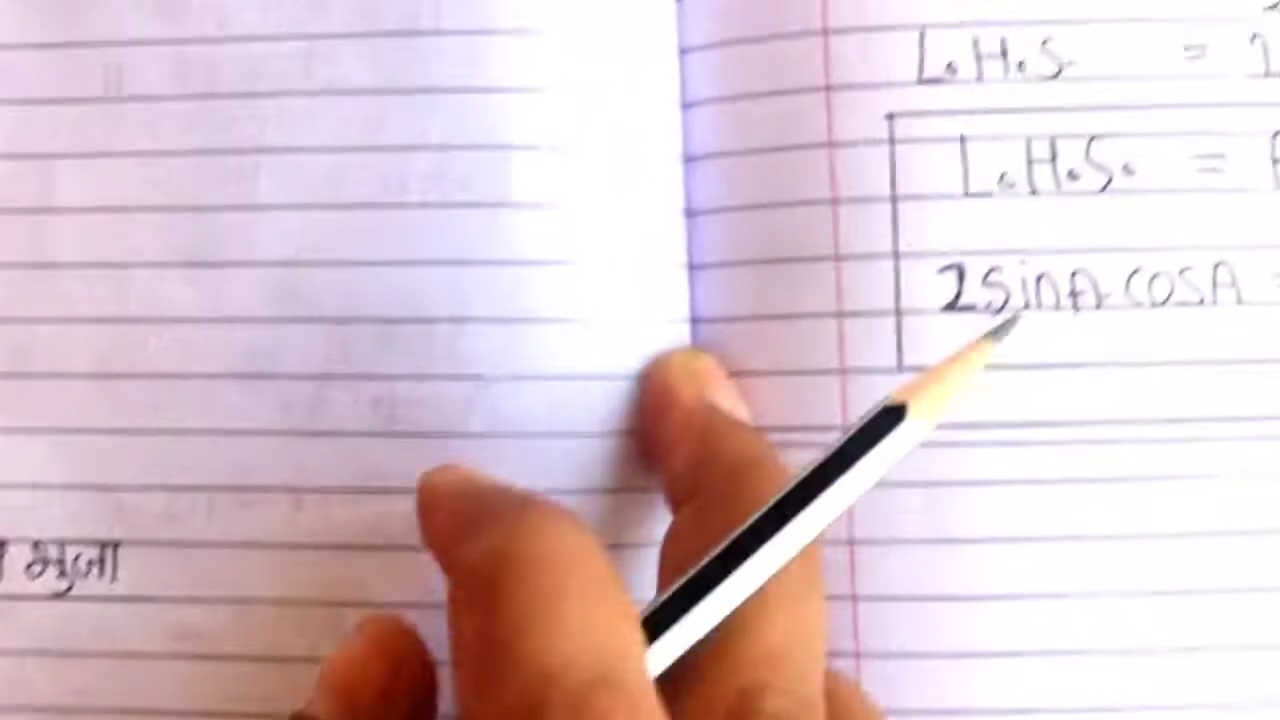 भुजा
L.H.S =
L.H.S. =
2SinA.COSA =